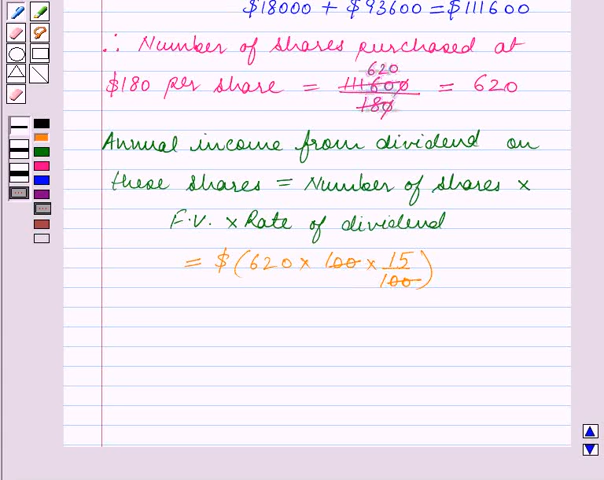 $18000 + $93600 = $111600
∴ Number of shares purchased at
620
$180 per share = 111600/180 = 620
Annual income from dividend on
these shares = Number of shares ×
F.V. × Rate of dividend
= $(620 × 100 × 15/100)